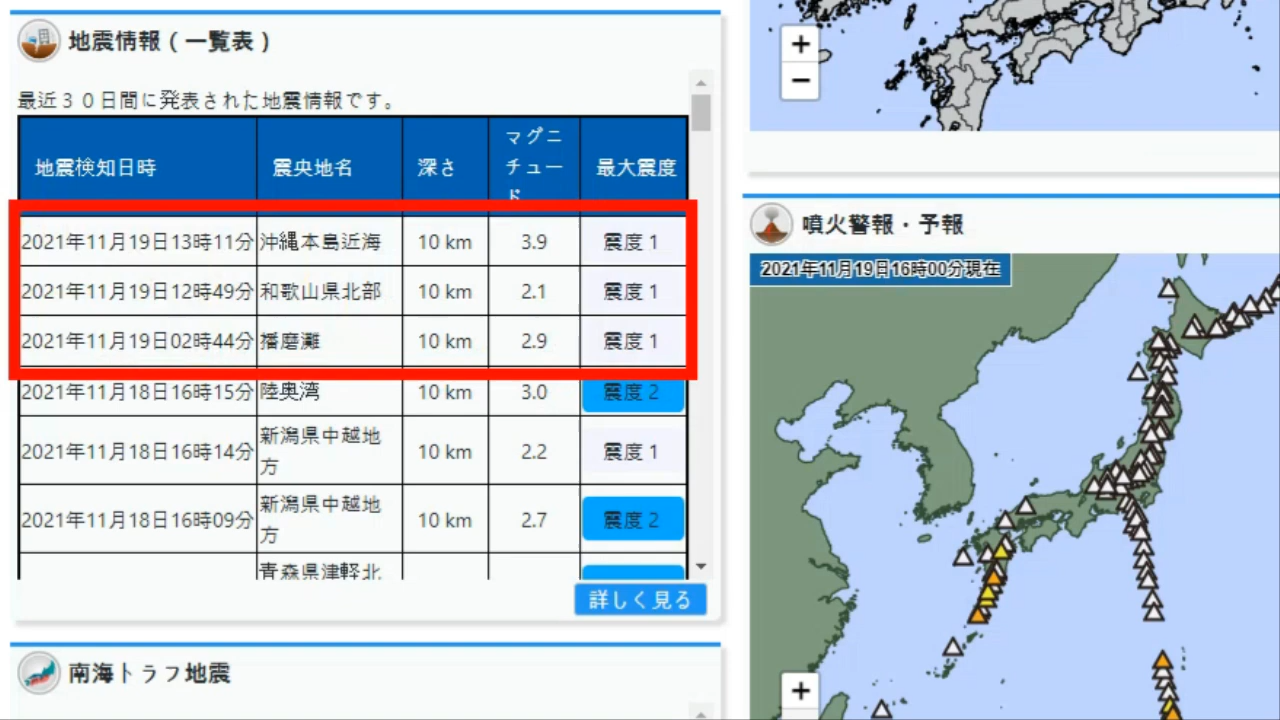 地震情報（一覧表）
最近３０日間に発表された地震情報です。
地震検知日時 震央地名 深さ マグニチュード 最大震度
2021年11月19日13時11分 沖縄本島近海 10 km 3.9 震度１
2021年11月19日12時49分 和歌山県北部 10 km 2.1 震度１
2021年11月19日02時44分 播磨灘 10 km 2.9 震度１
2021年11月18日16時15分 陸奥湾 10 km 3.0 震度２
2021年11月18日16時14分 新潟県中越地方 10 km 2.2 震度１
2021年11月18日16時09分 新潟県中越地方 10 km 2.7 震度２
青森県津軽北
詳しく見る
南海トラフ地震
+
−
噴火警報・予報
2021年11月19日16時00分現在
+